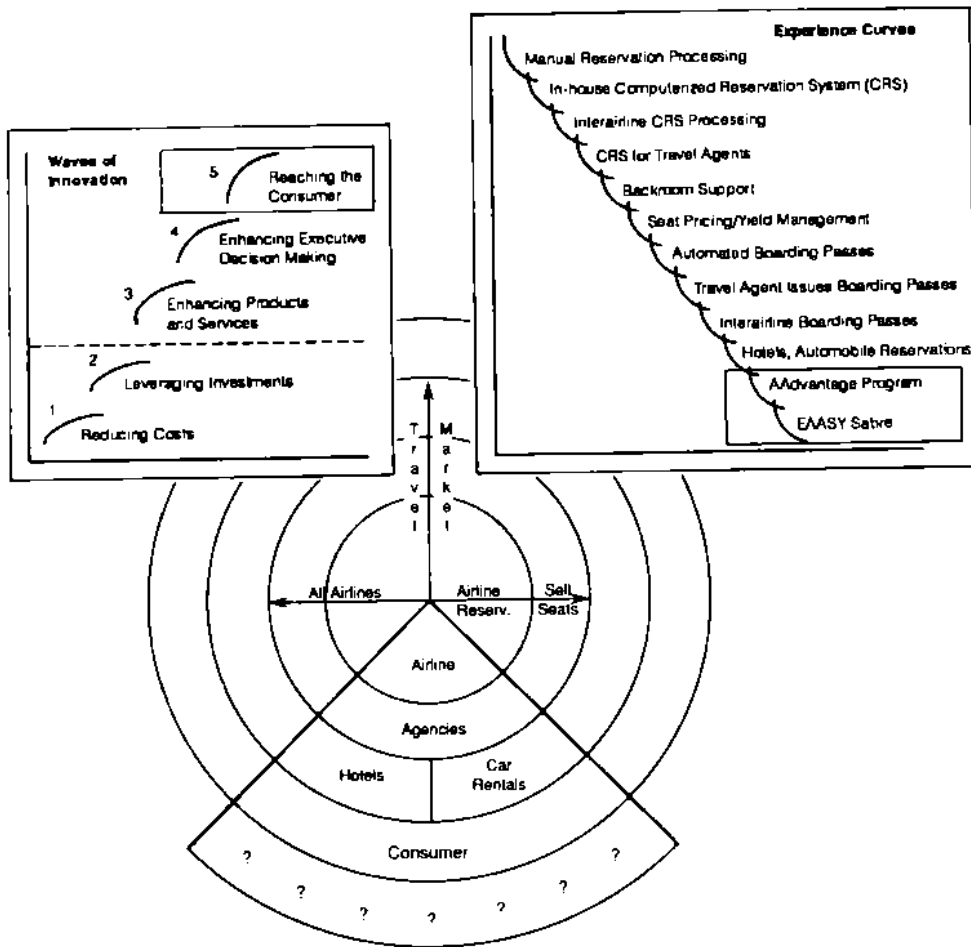 Experience Curves
Manual Reservation Processing
In-house Computerized Reservation System (CRS)
Interairline CRS Processing
CRS for Travel Agents
Backroom Support
Seat Pricing/Yield Management
Automated Boarding Passes
Travel Agent Issues Boarding Passes
Interairline Boarding Passes
Hotels, Automobile Reservations
AAdvantage Program
EAASY Sabre
Waves of
Innovation
5
Reaching the
Consumer
4
Enhancing Executive
Decision Making
3
Enhancing Products
and Services
2
Leveraging Investments
1
Reducing Costs
Travel
Market
All Airlines
Airline
Reserv.
Sell
Seats
Airline
Agencies
Hotels
Car
Rentals
Consumer
? ? ? ? ? ? ?